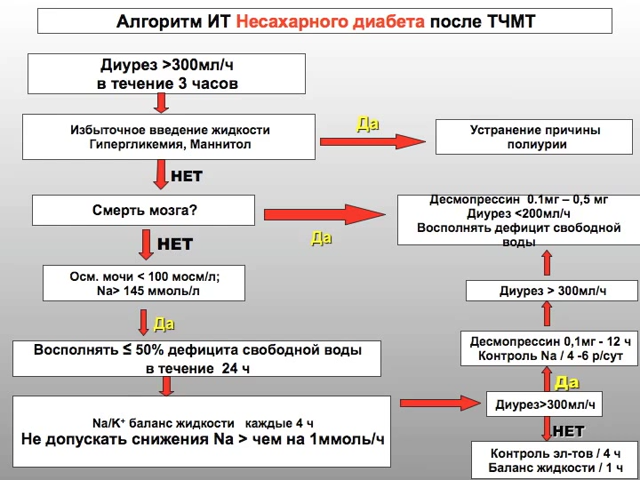 Алгоритм ИТ Несахарного диабета после ТЧМТ
Диурез >300мл/ч
в течение 3 часов
Избыточное введение жидкости
Гипергликемия, Маннитол
Да
Устранение причины
полиурии
НЕТ
Смерть мозга?
Да
Десмопрессин 0.1мг – 0,5 мг
Диурез <200мл/ч
Восполнять дефицит свободной
воды
НЕТ
Осм. мочи < 100 мосм/л;
Na> 145 ммоль/л
Диурез > 300мл/ч
Да
Восполнять ≤ 50% дефицита свободной воды
в течение 24 ч
Десмопрессин 0,1мг - 12 ч
Контроль Na / 4 -6 р/сут
Да
Na/K⁺ баланс жидкости каждые 4 ч
Не допускать снижения Na > чем на 1ммоль/ч
Диурез>300мл/ч
НЕТ
Контроль эл-тов / 4 ч
Баланс жидкости / 1 ч